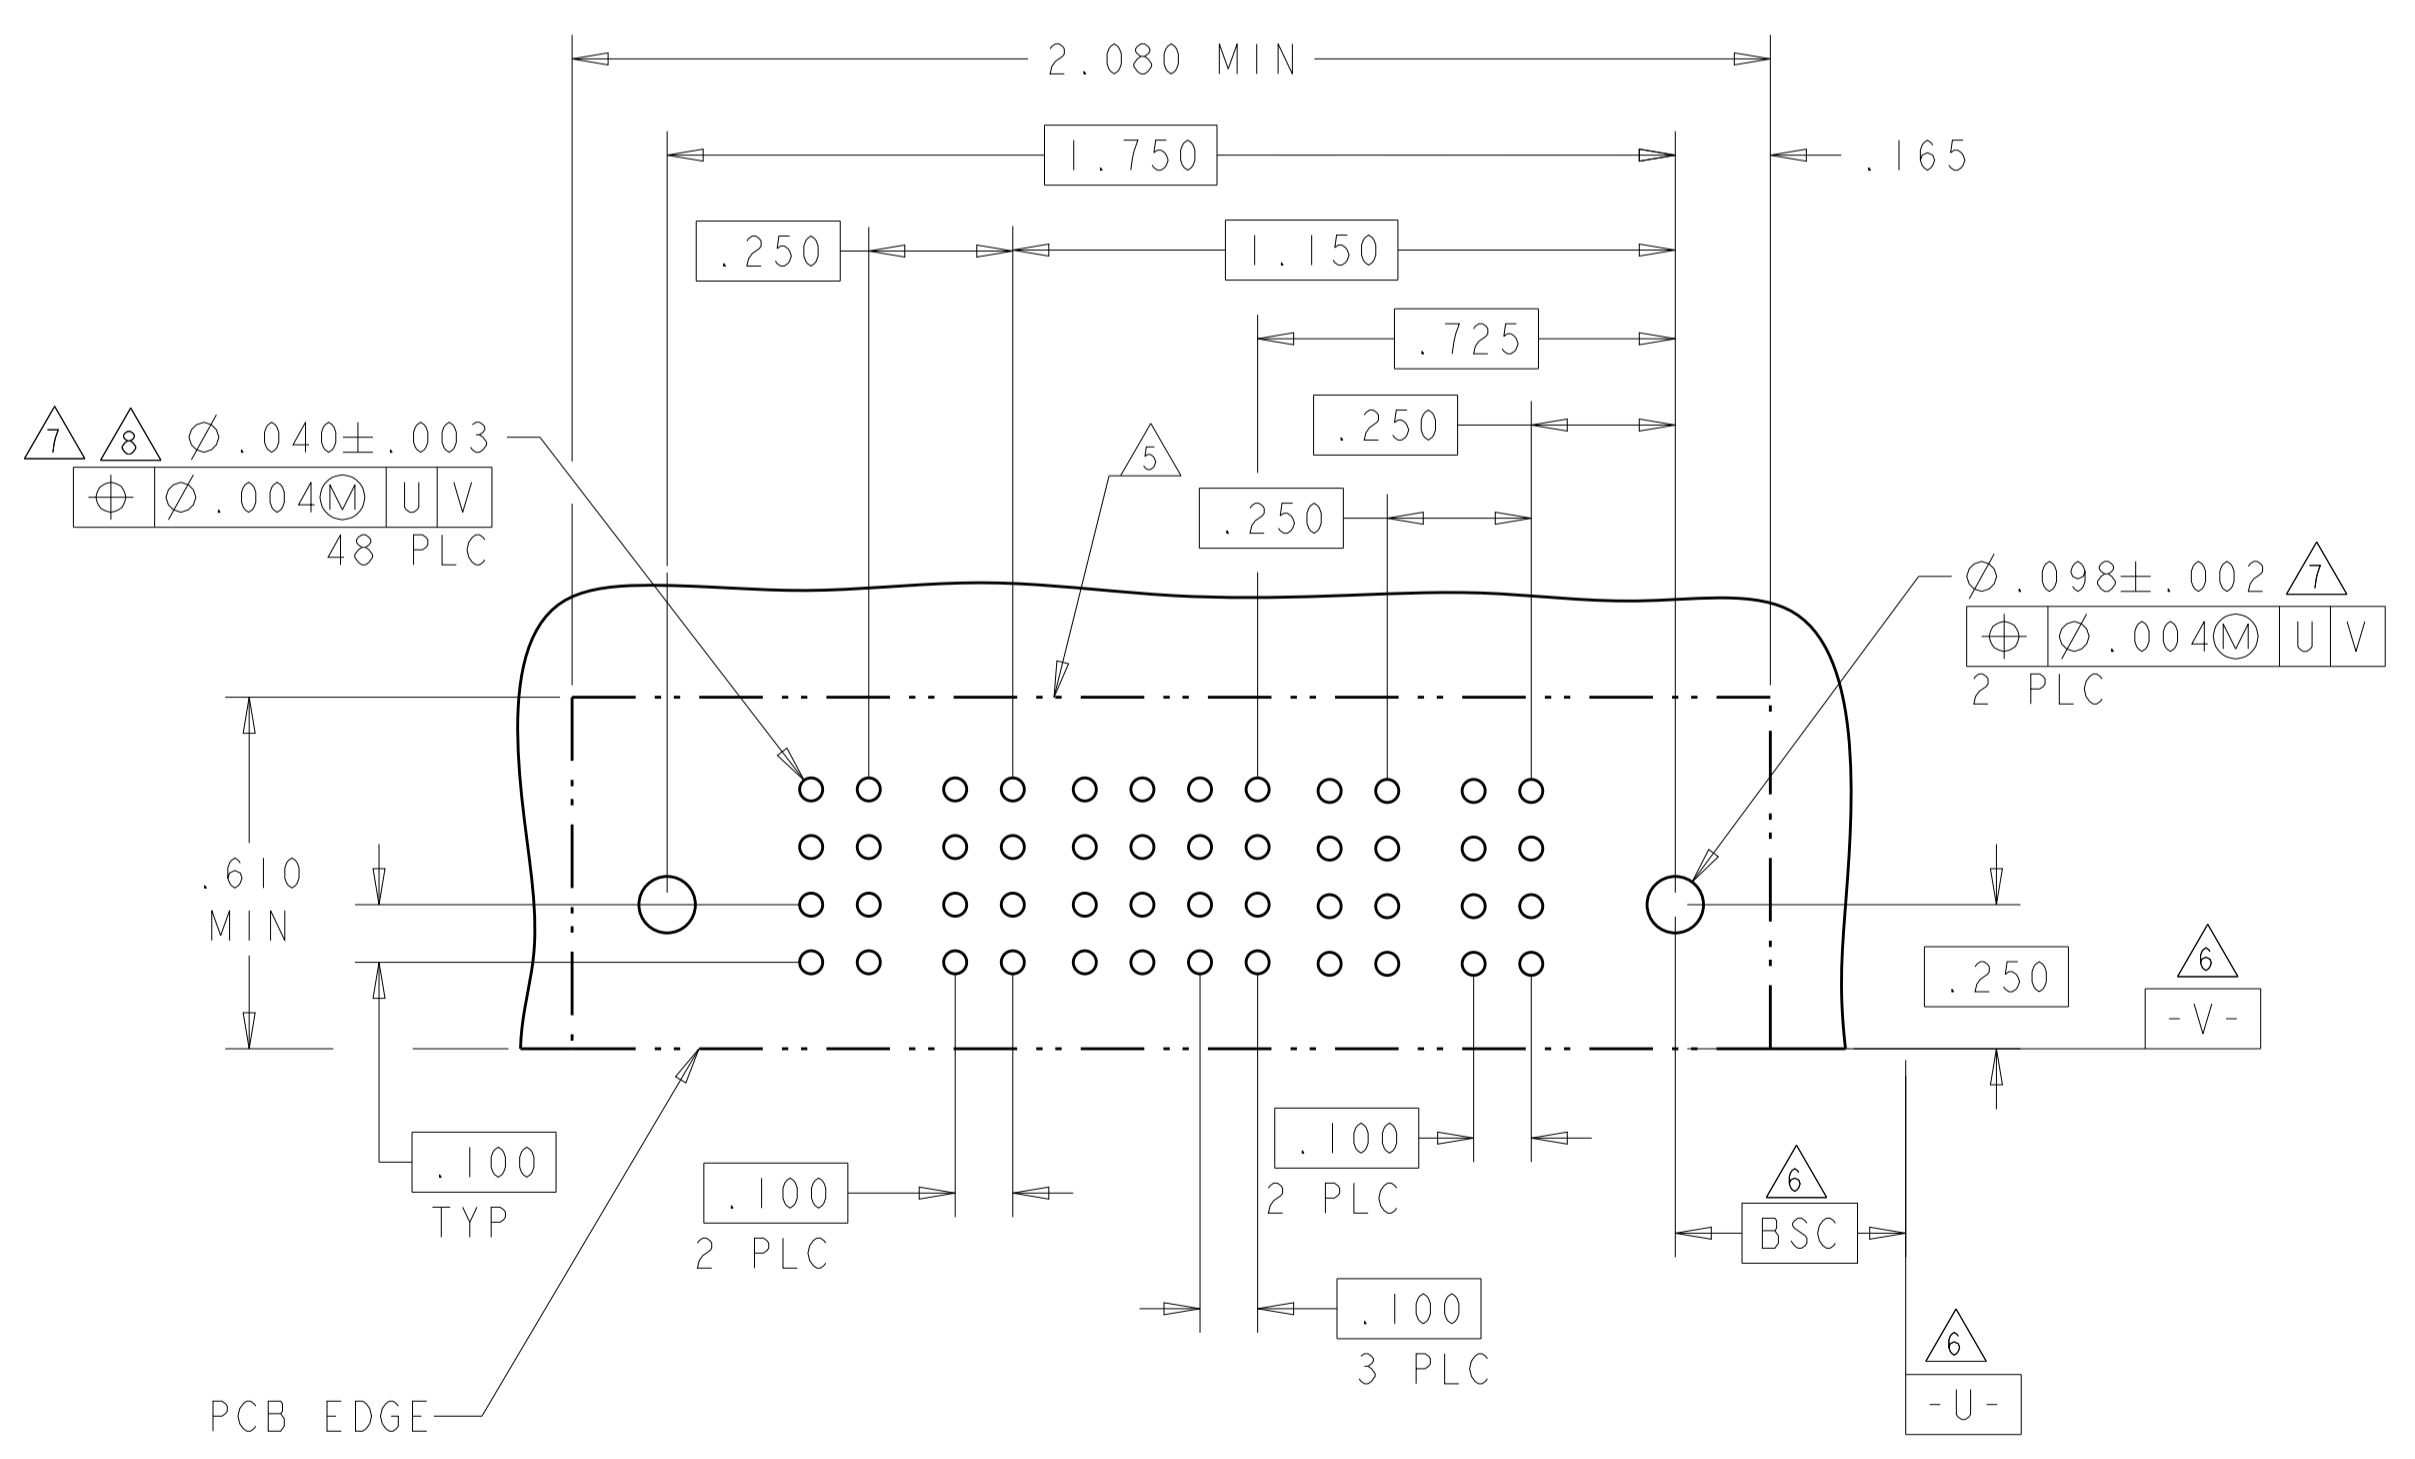 2.080 MIN
1.750
.165
.250
1.150
.725
.250
5
.250
7 8 Ø.040±.003
⌖ Ø.004Ⓜ U V
48 PLC
Ø.098±.002 7
⌖ Ø.004Ⓜ U V
2 PLC
.610
MIN
.250
6
-V-
.100
TYP
.100
2 PLC
.100
2 PLC
6
BSC
.100
3 PLC
6
-U-
PCB EDGE